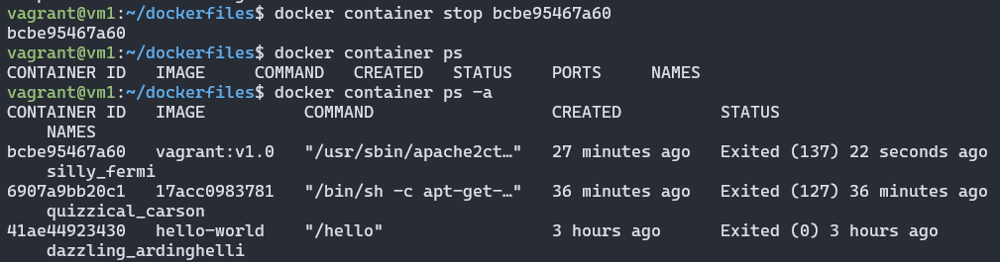 vagrant@vm1:~/dockerfiles$ docker container stop bcbe95467a60
bcbe95467a60
vagrant@vm1:~/dockerfiles$ docker container ps
CONTAINER ID   IMAGE     COMMAND   CREATED   STATUS    PORTS     NAMES
vagrant@vm1:~/dockerfiles$ docker container ps -a
CONTAINER ID   IMAGE          COMMAND                  CREATED          STATUS
    NAMES
bcbe95467a60   vagrant:v1.0   "/usr/sbin/apache2ct…"   27 minutes ago   Exited (137) 22 seconds ago
    silly_fermi
6907a9bb20c1   17acc0983781   "/bin/sh -c apt-get-…"   36 minutes ago   Exited (127) 36 minutes ago
    quizzical_carson
41ae44923430   hello-world    "/hello"                 3 hours ago      Exited (0) 3 hours ago
    dazzling_ardinghelli